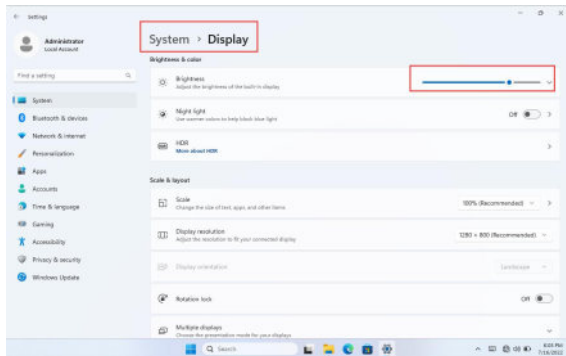 Settings
Administrator
Local Account
Find a setting
System
Bluetooth & devices
Network & internet
Personalization
Apps
Accounts
Time & language
Gaming
Accessibility
Privacy & security
Windows Update
System > Display
Brightness & color
Brightness
Adjust the brightness of the built-in display
Night light
Use warmer colors to help block blue light
Off
HDR
More about HDR
Scale & layout
Scale
Change the size of text, apps, and other items
100% (Recommended)
Display resolution
Adjust the resolution to fit your connected display
1280 × 800 (Recommended)
Display orientation
Landscape
Rotation lock
Off
Multiple displays
Choose the presentation mode for your displays
Search